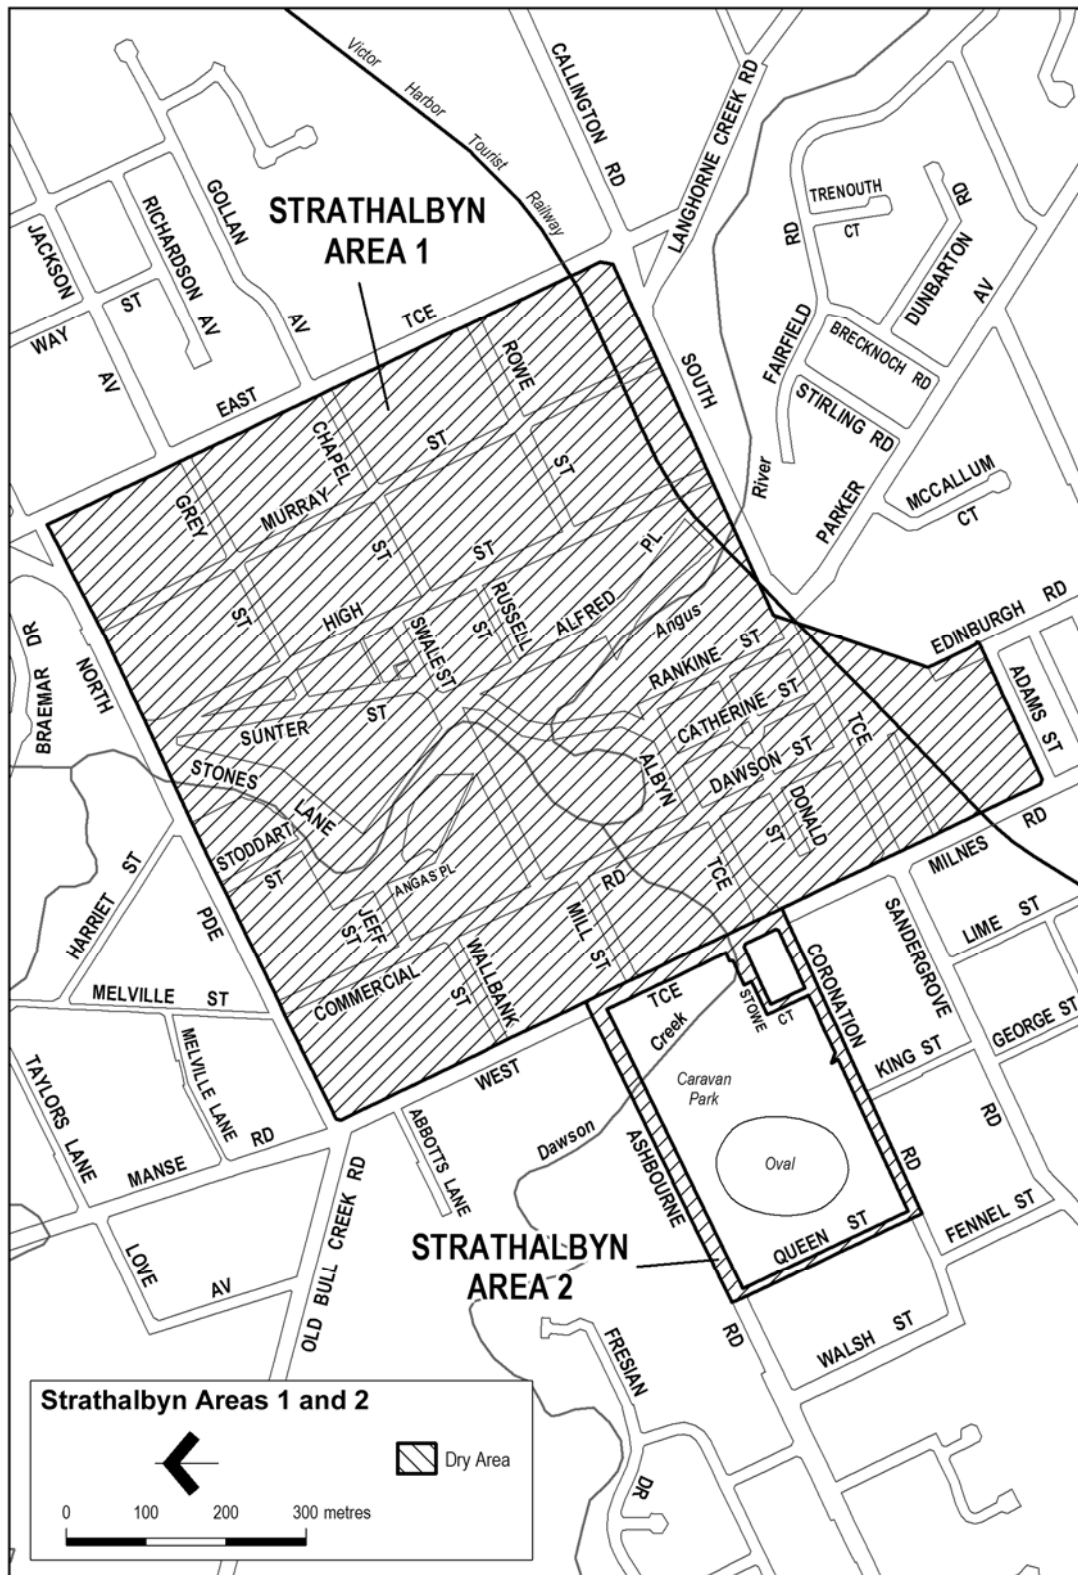 Victor
Harbor
Tourist
Railway
CALLINGTON RD
LANGHORNE CREEK RD
GOLLAN AV
RICHARDSON AV
JACKSON AV
WAY ST
STRATHALBYN
AREA 1
TRENOUTH
CT
DUNBARTON RD
FAIRFIELD RD
BRECKNOCH RD
STIRLING RD
PARKER AV
MCCALLUM
CT
EAST TCE
SOUTH TCE
ROWE ST
CHAPEL ST
MURRAY ST
GREY ST
HIGH ST
RUSSELL ST
SWALE ST
ALFRED PL
Angus
River
EDINBURGH RD
ADAMS ST
RANKINE ST
CATHERINE ST
DAWSON ST
DONALD ST
ALBYN TCE
BRAEMAR DR
NORTH PDE
SUNTER ST
STONES LANE
STODDART ST
ANGAS PL
JEFF ST
COMMERCIAL RD
WALLBANK ST
MILL ST
HARRIET ST
MELVILLE ST
MELVILLE LANE
TAYLORS LANE
MANSE RD
LOVE AV
OLD BULL CREEK RD
ABBOTTS LANE
WEST TCE
MILNES RD
LIME ST
SANDERGROVE RD
GEORGE ST
KING ST
CORONATION RD
STOWE CT
Dawson Creek
Caravan
Park
Oval
ASHBOURNE RD
QUEEN ST
FENNEL ST
WALSH ST
STRATHALBYN
AREA 2
FRESIAN DR
Strathalbyn Areas 1 and 2
Dry Area
0 100 200 300 metres